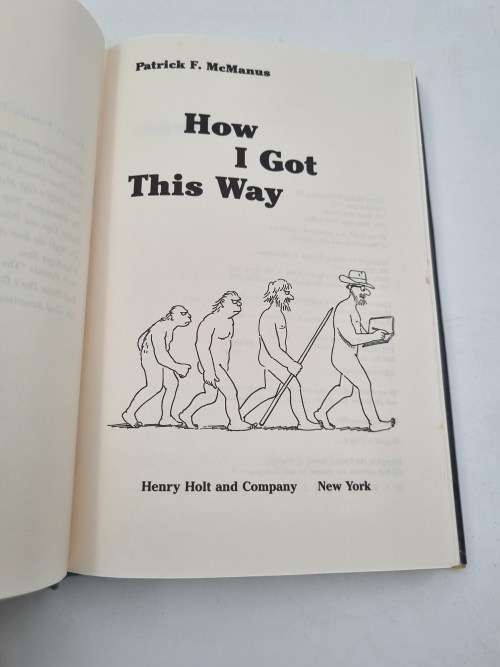 Patrick F. McManus
How
I Got
This Way
Henry Holt and Company New York